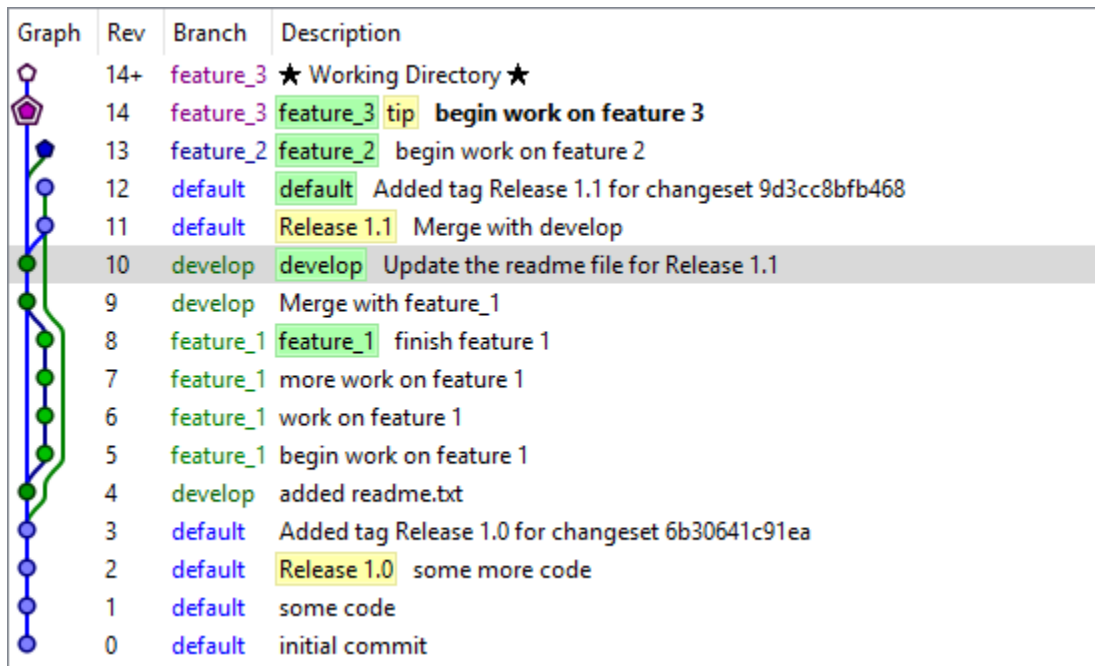 Graph Rev Branch Description
14+ feature_3 ★ Working Directory ★
14 feature_3 feature_3 tip begin work on feature 3
13 feature_2 feature_2 begin work on feature 2
12 default default Added tag Release 1.1 for changeset 9d3cc8bfb468
11 default Release 1.1 Merge with develop
10 develop develop Update the readme file for Release 1.1
9 develop Merge with feature_1
8 feature_1 feature_1 finish feature 1
7 feature_1 more work on feature 1
6 feature_1 work on feature 1
5 feature_1 begin work on feature 1
4 develop added readme.txt
3 default Added tag Release 1.0 for changeset 6b30641c91ea
2 default Release 1.0 some more code
1 default some code
0 default initial commit